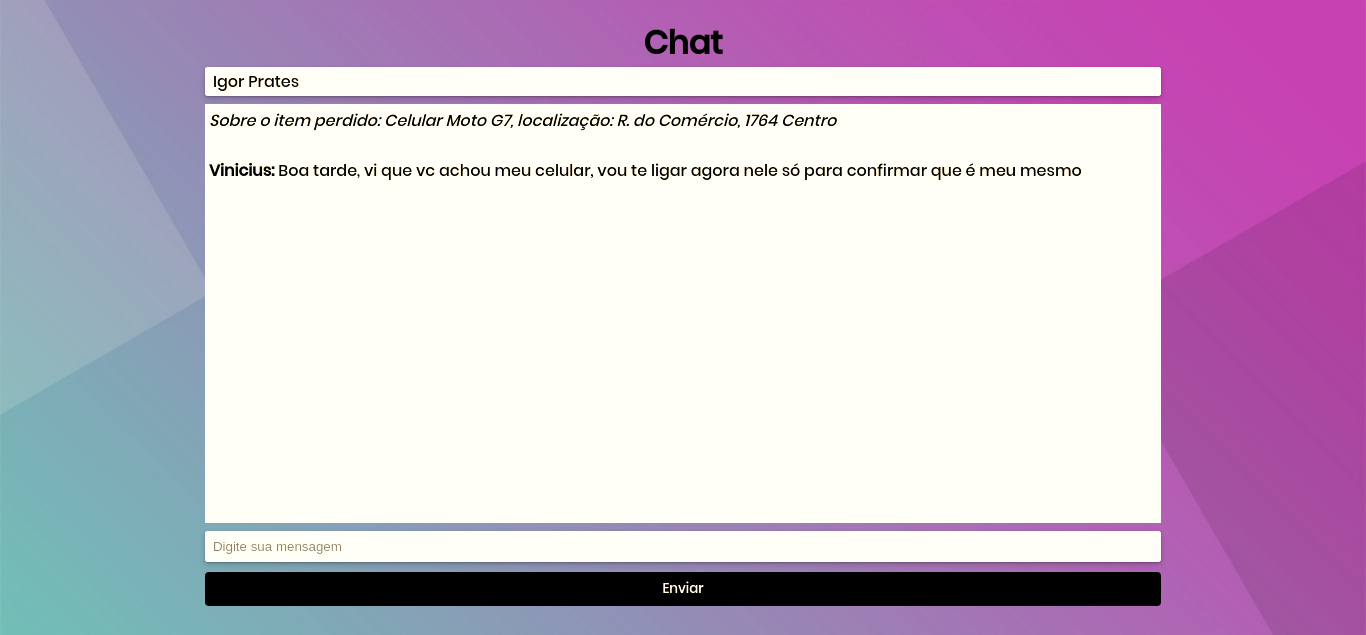 Chat
Igor Prates
Sobre o item perdido: Celular Moto G7, localização: R. do Comércio, 1764 Centro
Vinicius: Boa tarde, vi que vc achou meu celular, vou te ligar agora nele só para confirmar que é meu mesmo
Digite sua mensagem
Enviar